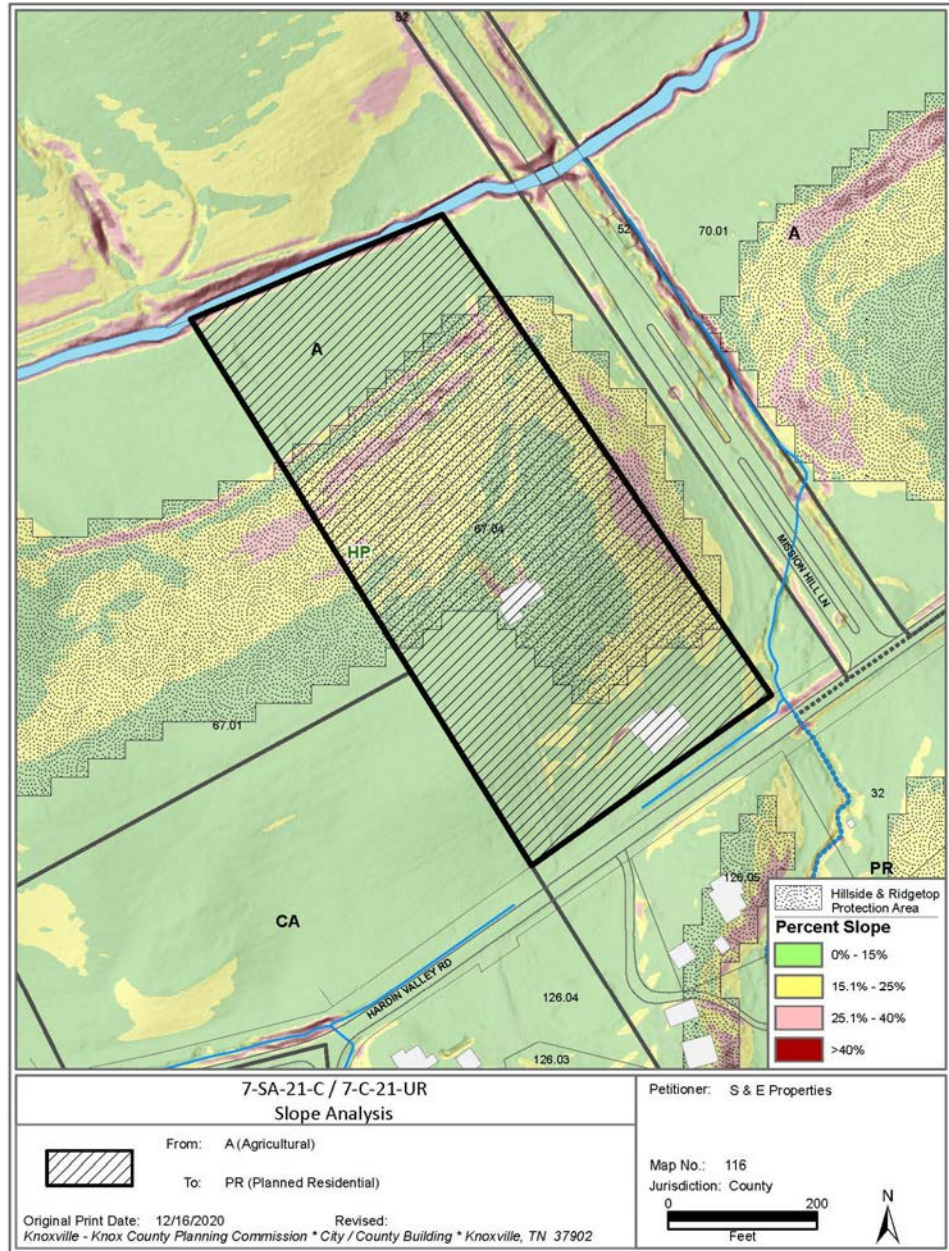 52
52
70.01
A
A
67.04
HP
MISSION HILL LN
67.01
32
PR
126.05
CA
HARDIN VALLEY RD
126.04
126.03
Hillside & Ridgetop
Protection Area
Percent Slope
0% - 15%
15.1% - 25%
25.1% - 40%
>40%
7-SA-21-C / 7-C-21-UR
Slope Analysis
From: A (Agricultural)
To: PR (Planned Residential)
Original Print Date: 12/16/2020 Revised:
Knoxville - Knox County Planning Commission * City / County Building * Knoxville, TN 37902
Petitioner: S & E Properties
Map No.: 116
Jurisdiction: County
0 200
Feet
N